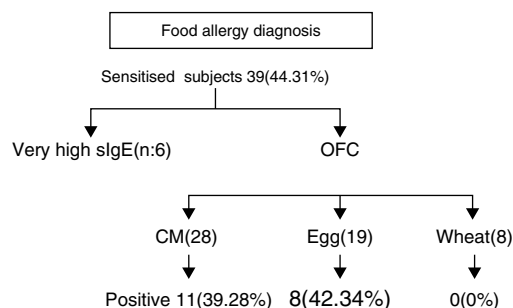 Food allergy diagnosis
Sensitised subjects 39(44.31%)
Very high sIgE(n:6) OFC
CM(28) Egg(19) Wheat(8)
Positive 11(39.28%) 8(42.34%) 0(0%)